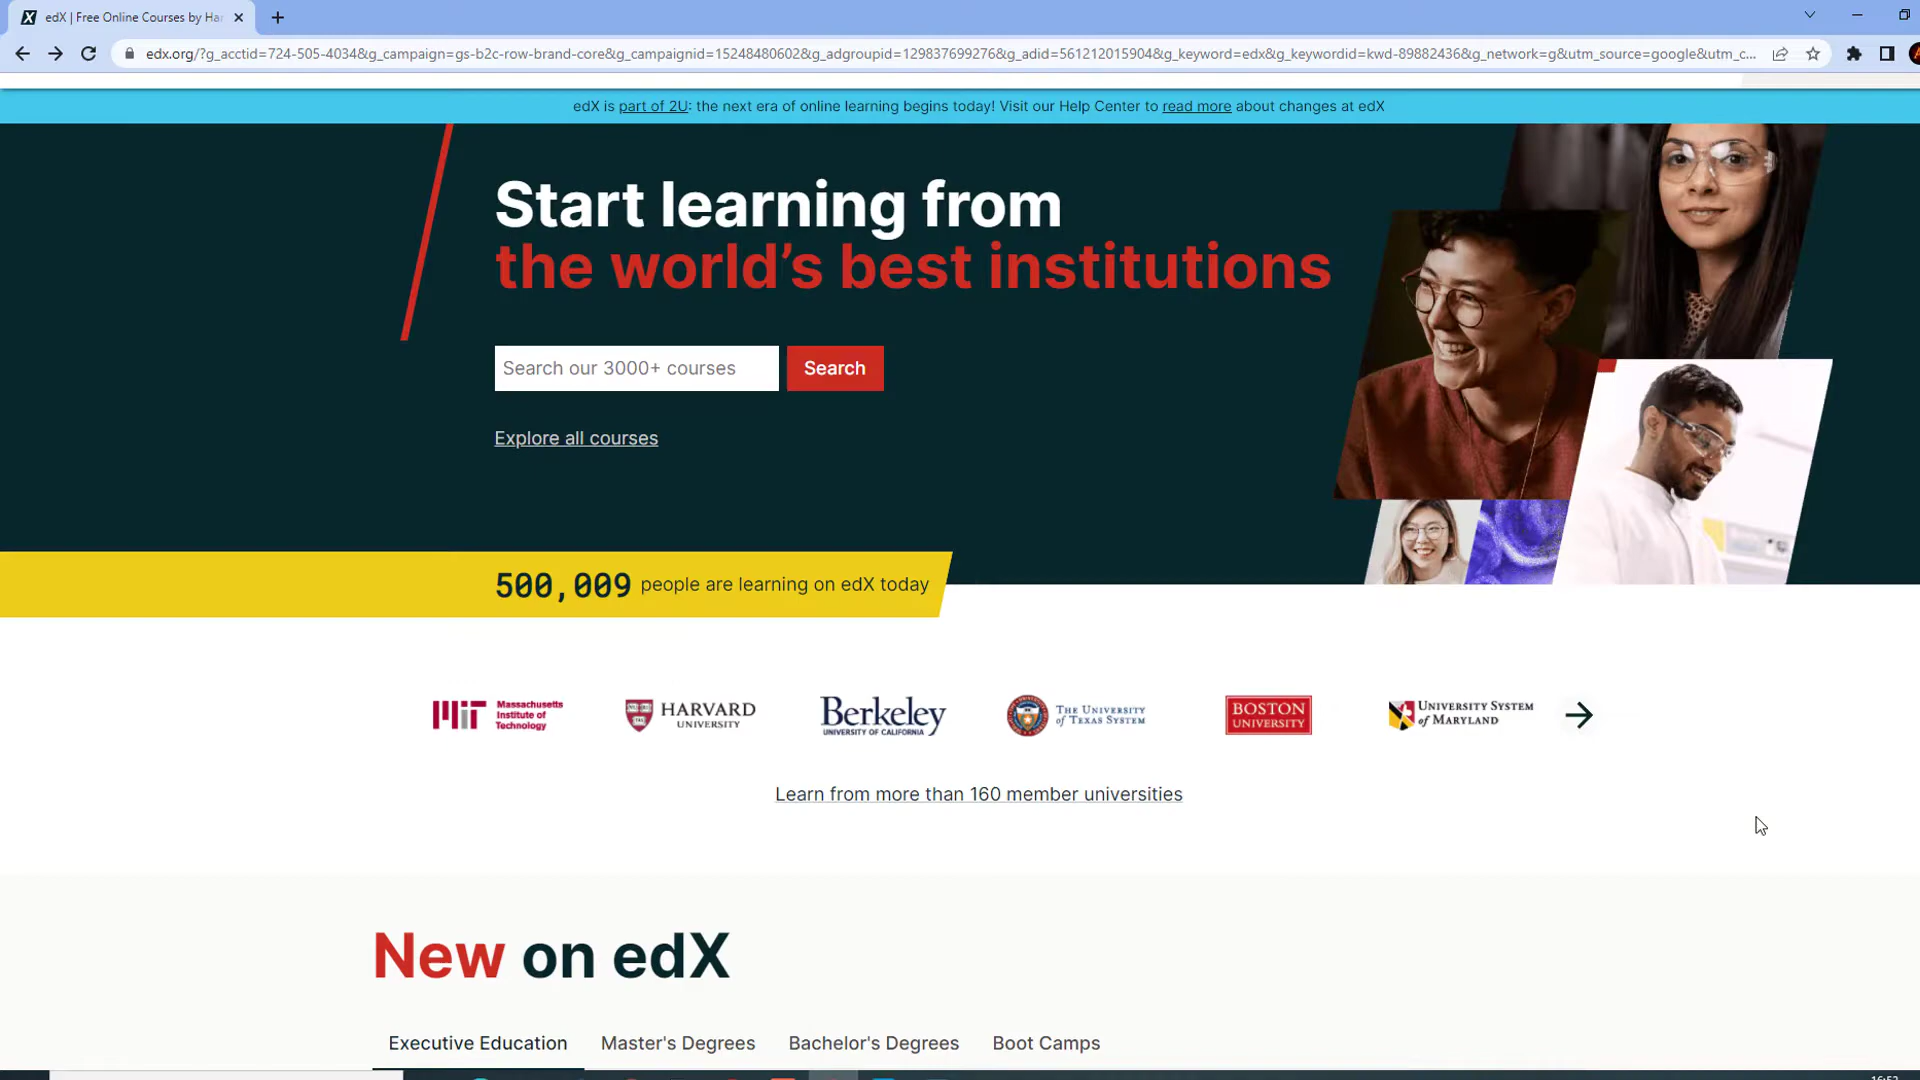 edX | Free Online Courses by Ha
edx.org/?g_acctid=724-505-4034&g_campaign=gs-b2c-row-brand-core&g_campaignid=15248480602&g_adgroupid=129837699276&g_adid=561212015904&g_keyword=edx&g_keywordid=kwd-89882436&g_network=g&utm_source=google&utm_c...
edX is part of 2U: the next era of online learning begins today! Visit our Help Center to read more about changes at edX
Start learning from
the world's best institutions
Search our 3000+ courses
Search
Explore all courses
500,009 people are learning on edX today
MIT Massachusetts
Institute of
Technology
HARVARD
UNIVERSITY
Berkeley
UNIVERSITY OF CALIFORNIA
THE UNIVERSITY
of TEXAS SYSTEM
BOSTON
UNIVERSITY
UNIVERSITY SYSTEM
of MARYLAND
Learn from more than 160 member universities
New on edX
Executive Education
Master's Degrees
Bachelor's Degrees
Boot Camps